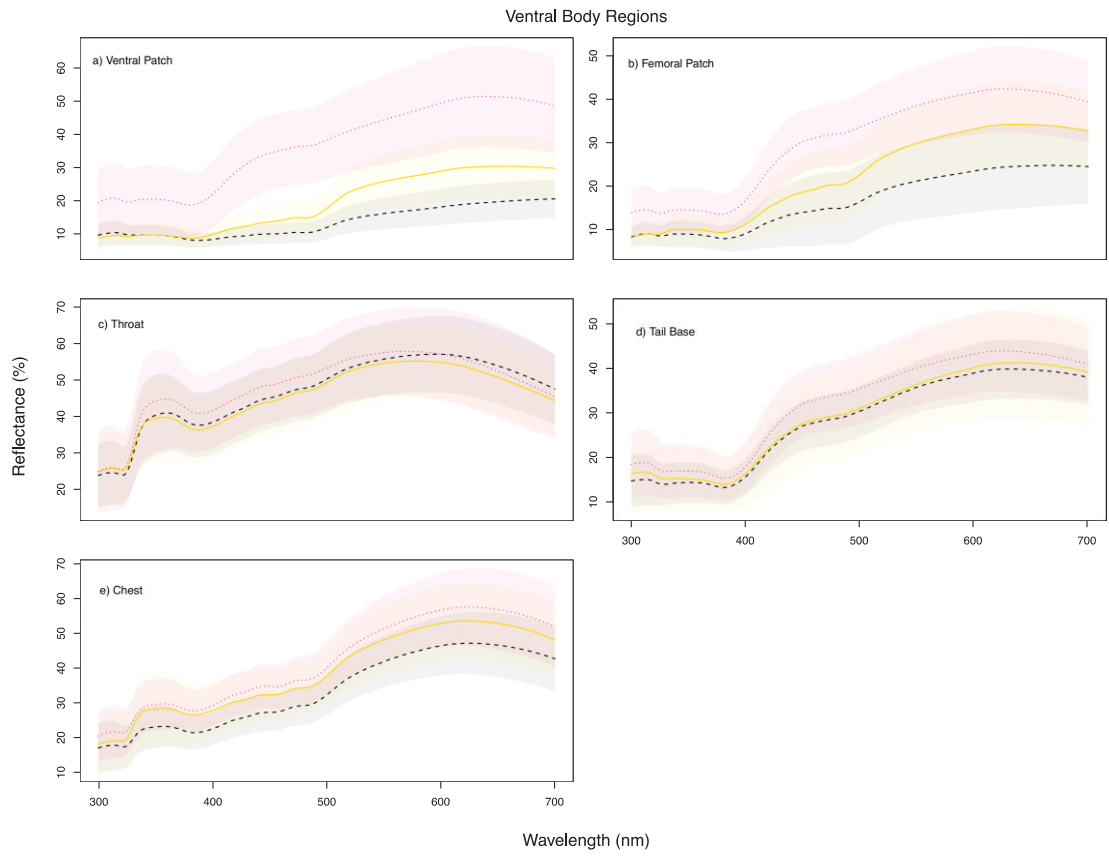 Ventral Body Regions
a) Ventral Patch
10 20 30 40 50 60
b) Femoral Patch
10 20 30 40 50
c) Throat
20 30 40 50 60 70
d) Tail Base
10 20 30 40 50
300 400 500 600 700
e) Chest
10 20 30 40 50 60 70
300 400 500 600 700
Reflectance (%)
Wavelength (nm)